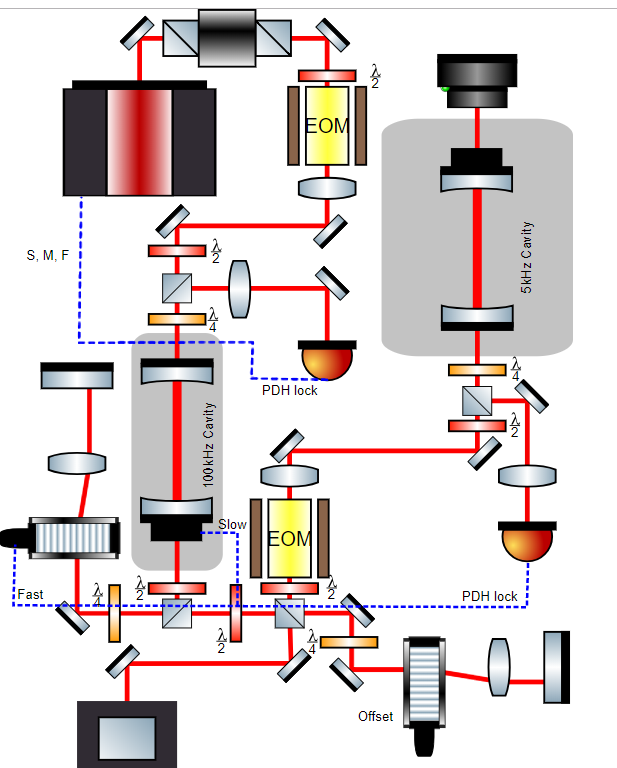 λ
2
EOM
S, M, F
λ
2
5kHz Cavity
λ
4
PDH lock
λ
4
100kHz Cavity
λ
2
Slow
EOM
Fast
λ
4
λ
2
λ
2
PDH lock
λ
2
λ
4
Offset